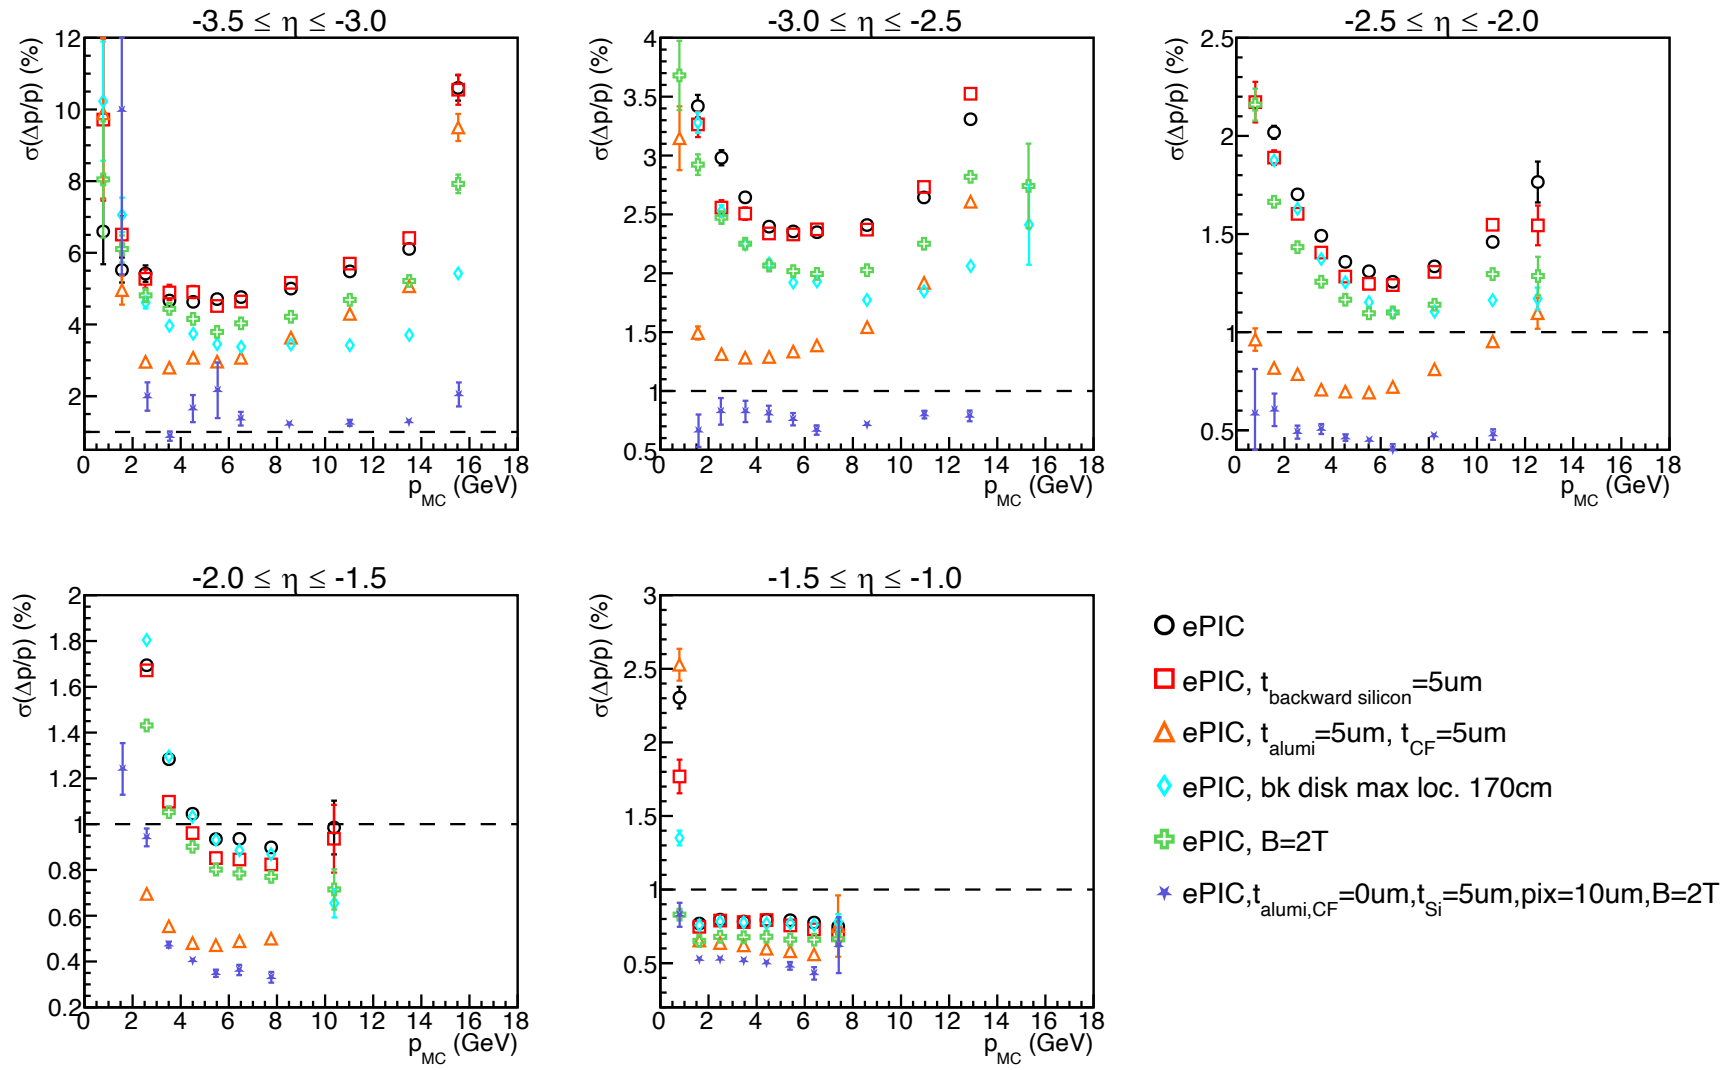 -3.5 ≤ η ≤ -3.0
σ(Δp/p) (%)
12
10
8
6
4
2
0 2 4 6 8 10 12 14 16 18
p_MC (GeV)
-3.0 ≤ η ≤ -2.5
σ(Δp/p) (%)
4
3.5
3
2.5
2
1.5
1
0.5
0 2 4 6 8 10 12 14 16 18
p_MC (GeV)
-2.5 ≤ η ≤ -2.0
σ(Δp/p) (%)
2.5
2
1.5
1
0.5
0 2 4 6 8 10 12 14 16 18
p_MC (GeV)
-2.0 ≤ η ≤ -1.5
σ(Δp/p) (%)
2
1.8
1.6
1.4
1.2
1
0.8
0.6
0.4
0.2
0 2 4 6 8 10 12 14 16 18
p_MC (GeV)
-1.5 ≤ η ≤ -1.0
σ(Δp/p) (%)
3
2.5
2
1.5
1
0.5
0 2 4 6 8 10 12 14 16 18
p_MC (GeV)
ePIC
ePIC, t_backward silicon=5um
ePIC, t_alumi=5um, t_CF=5um
ePIC, bk disk max loc. 170cm
ePIC, B=2T
ePIC,t_alumi,CF=0um,t_Si=5um,pix=10um,B=2T